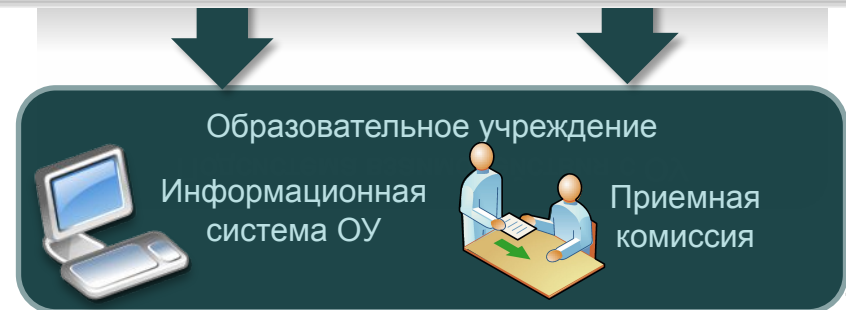 Образовательное учреждение
Информационная
система ОУ
Приемная
комиссия